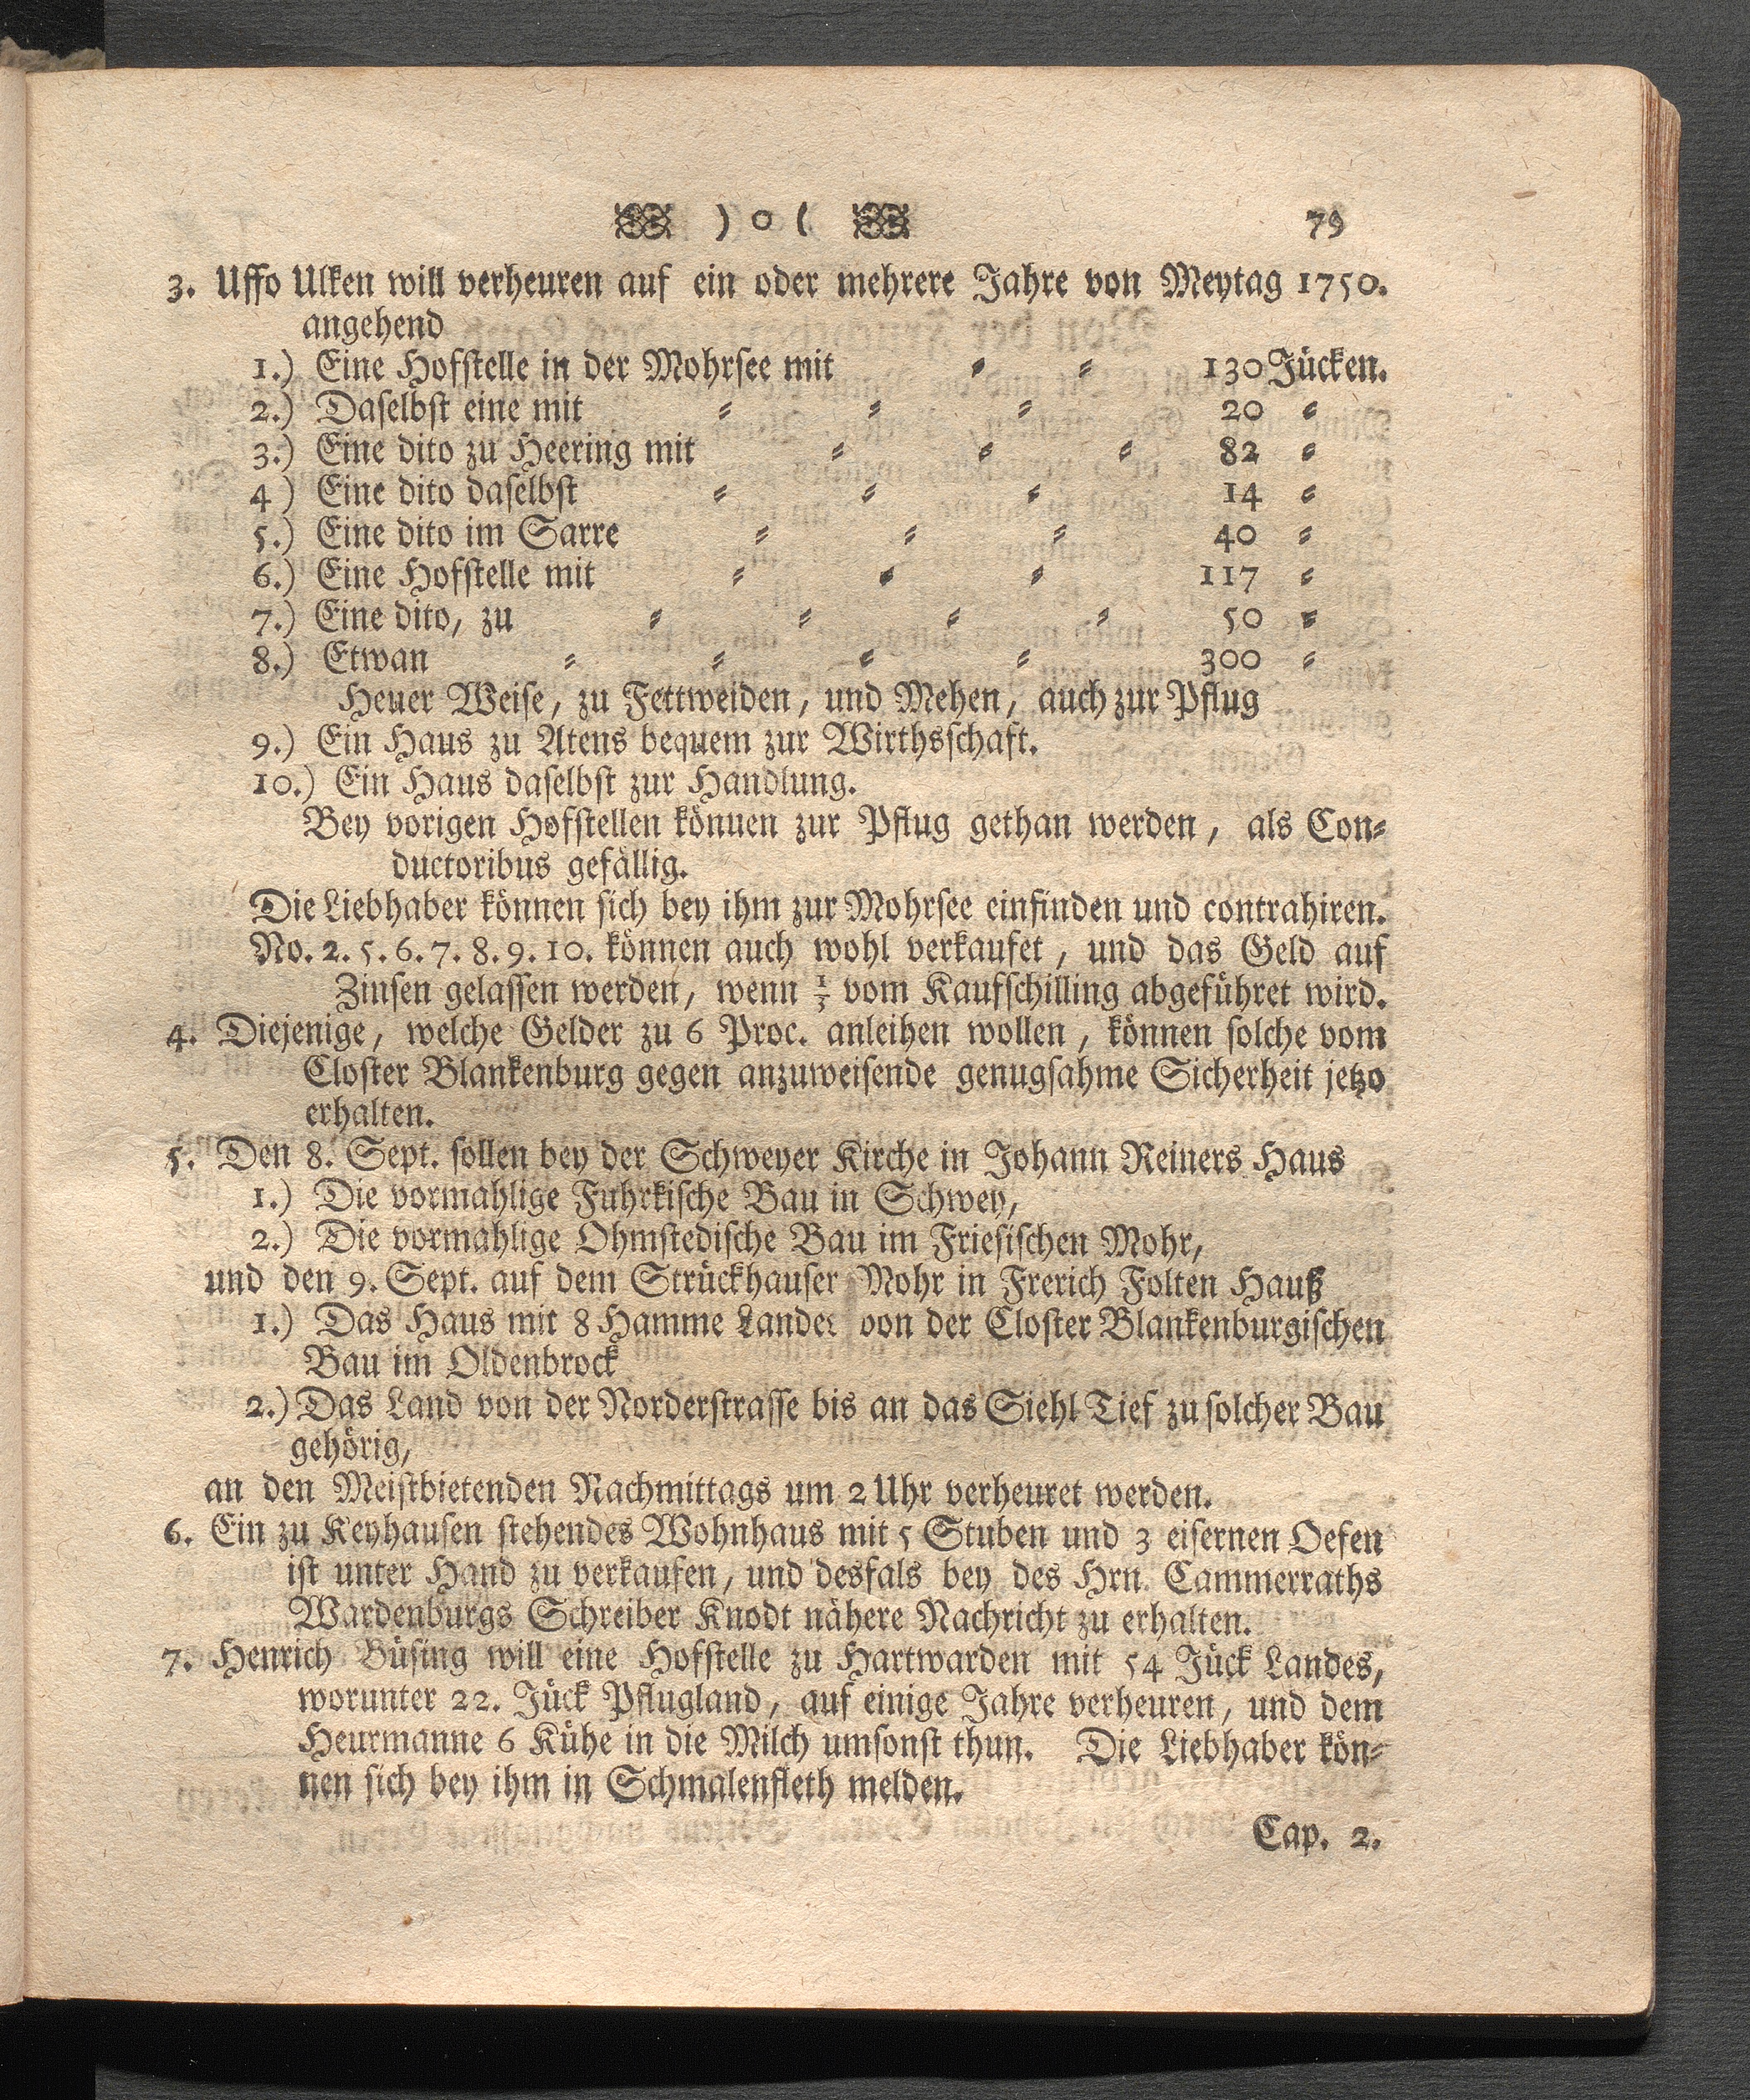 ) o ( 79
3. Uffo Ulken will verheuren auf ein oder mehrere Jahre von Meytag 1750.
angehend
1.) Eine Hofstelle in der Mohrsee mit ⸗ ⸗ 130 Jücken.
2.) Daselbst eine mit ⸗ ⸗ ⸗ 20 ⸗
3.) Eine dito zu Heering mit ⸗ ⸗ ⸗ 82 ⸗
4 ) Eine dito daselbst ⸗ ⸗ ⸗ 14 ⸗
5.) Eine dito im Sarre ⸗ ⸗ ⸗ 40 ⸗
6.) Eine Hofstelle mit ⸗ ⸗ ⸗ 117 ⸗
7.) Eine dito, zu ⸗ ⸗ ⸗ ⸗ 50 ⸗
8.) Etwan ⸗ ⸗ ⸗ ⸗ 300 ⸗
Heuer Weise, zu Fettweiden, und Mehen, auch zur Pflug
9.) Ein Haus zu Atens bequem zur Wirthsschaft.
10.) Ein Haus daselbst zur Handlung.
Bey vorigen Hofstellen könuen zur Pflug gethan werden, als Con⸗
ductoribus gefällig.
Die Liebhaber können sich bey ihm zur Mohrsee einfinden und contrahiren.
No. 2. 5. 6. 7. 8. 9. 10. können auch wohl verkaufet, und das Geld auf
Zinsen gelassen werden, wenn 1/3 vom Kaufschilling abgeführet wird.
4. Diejenige, welche Gelder zu 6 Proc. anleihen wollen, können solche vom
Closter Blankenburg gegen anzuweisende genugsahme Sicherheit jetzo
erhalten.
5. Den 8. Sept. sollen bey der Schweyer Kirche in Johann Reiners Haus
1.) Die vormahlige Fuhrkische Bau in Schwey,
2.) Die vormahlige Ohmstedische Bau im Friesischen Mohr,
und den 9. Sept. auf dem Strückhauser Mohr in Frerich Folten Hauß
1.) Das Haus mit 8 Hamme Landes von der Closter Blankenburgischen
Bau im Oldenbrock
2.) Das Land von der Norderstrasse bis an das Siehl Tief zu solcher Bau
gehörig,
an den Meistbietenden Nachmittags um 2 Uhr verheuret werden.
6. Ein zu Keyhausen stehendes Wohnhaus mit 5 Stuben und 3 eisernen Oefen
ist unter Hand zu verkaufen, und desfals bey des Hrn. Cammerraths
Wardenburgs Schreiber Knodt nähere Nachricht zu erhalten.
7. Henrich Büsing will eine Hofstelle zu Hartwarden mit 54 Jück Landes,
worunter 22. Jück Pflugland, auf einige Jahre verheuren, und dem
Heurmanne 6 Kühe in die Milch umsonst thun. Die Liebhaber kön⸗
nen sich bey ihm in Schmalenfleth melden.
Cap. 2.